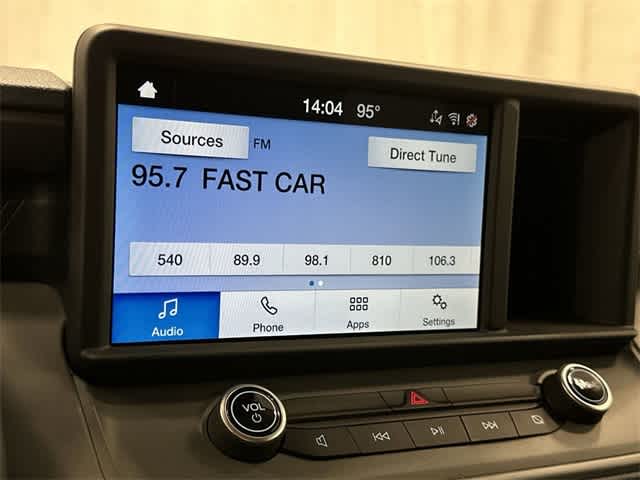 14:04 95°
Sources FM Direct Tune
95.7 FAST CAR
540 89.9 98.1 810 106.3
Audio Phone Apps Settings
VOL